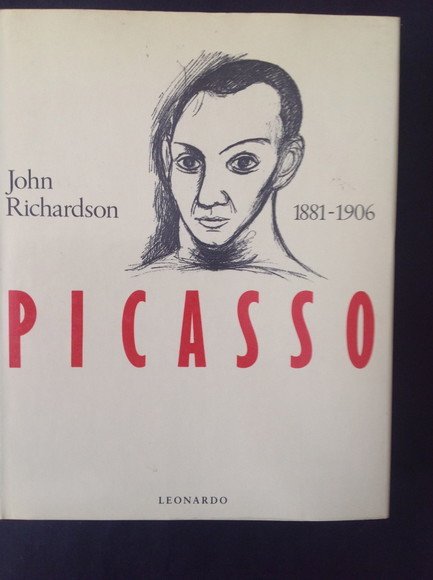 John
Richardson
1881-1906
PICASSO
LEONARDO